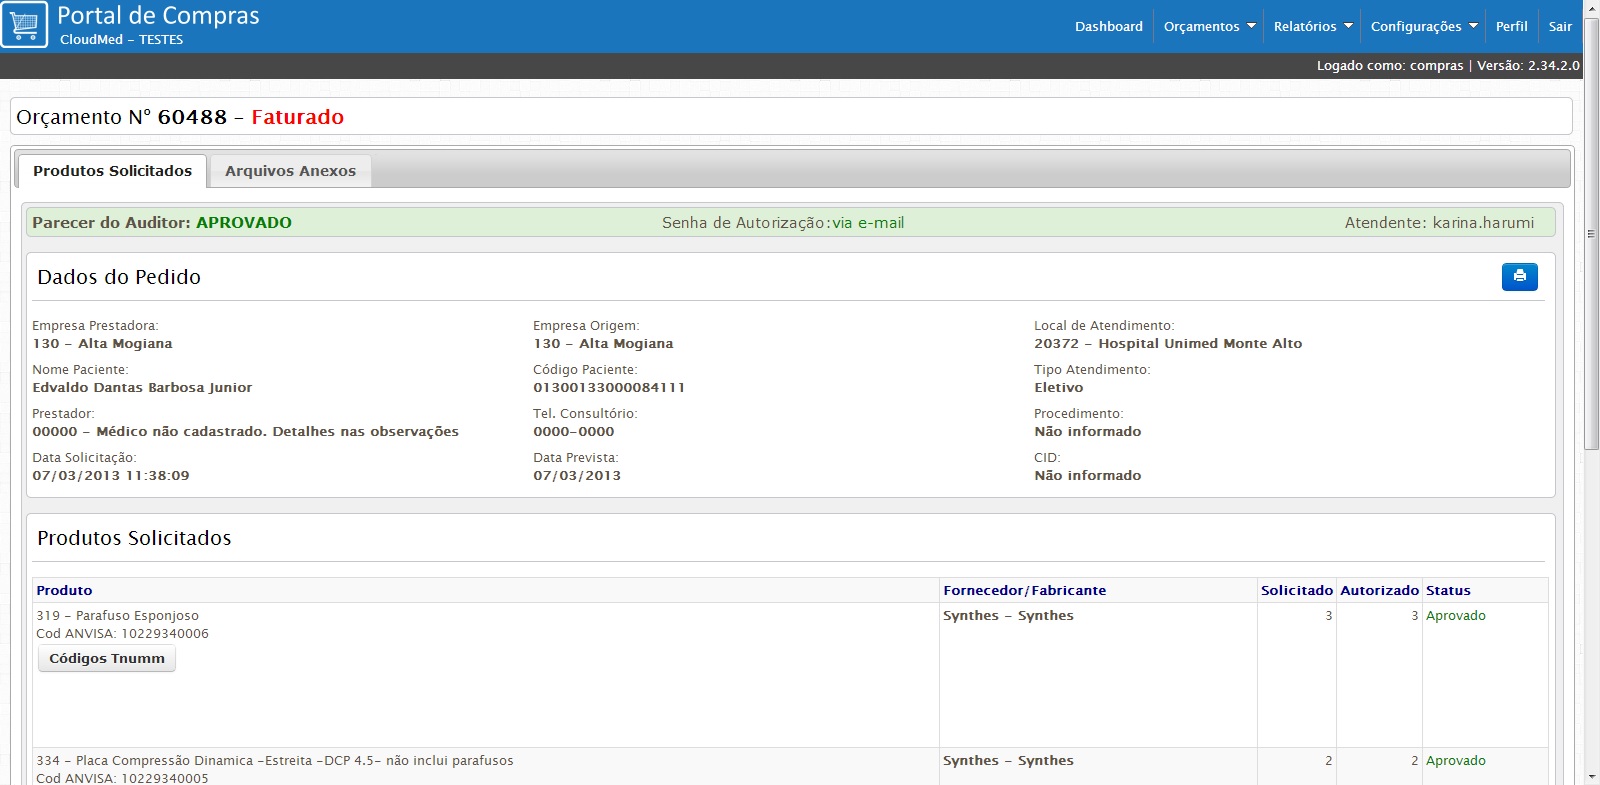 Portal de Compras
CloudMed - TESTES
Dashboard Orçamentos Relatórios Configurações Perfil Sair
Logado como: compras | Versão: 2.34.2.0
Orçamento N° 60488 - Faturado
Produtos Solicitados Arquivos Anexos
Parecer do Auditor: APROVADO Senha de Autorização:via e-mail Atendente: karina.harumi
Dados do Pedido
Empresa Prestadora: Empresa Origem: Local de Atendimento:
130 - Alta Mogiana 130 - Alta Mogiana 20372 - Hospital Unimed Monte Alto
Nome Paciente: Código Paciente: Tipo Atendimento:
Edvaldo Dantas Barbosa Junior 01300133000084111 Eletivo
Prestador: Tel. Consultório: Procedimento:
00000 - Médico não cadastrado. Detalhes nas observações 0000-0000 Não informado
Data Solicitação: Data Prevista: CID:
07/03/2013 11:38:09 07/03/2013 Não informado
Produtos Solicitados
Produto Fornecedor/Fabricante Solicitado Autorizado Status
319 - Parafuso Esponjoso Synthes - Synthes 3 3 Aprovado
Cod ANVISA: 10229340006
Códigos Tnumm
334 - Placa Compressão Dinamica -Estreita -DCP 4.5- não inclui parafusos Synthes - Synthes 2 2 Aprovado
Cod ANVISA: 10229340005